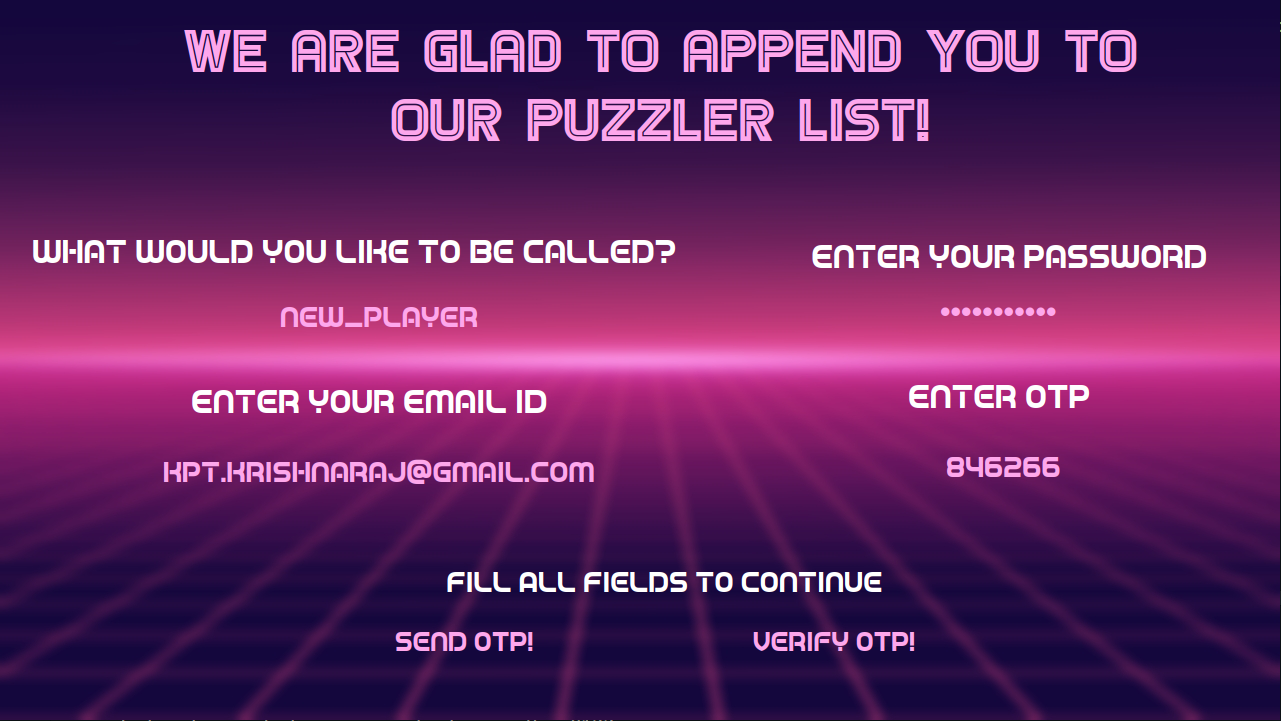 WE ARE GLAD TO APPEND YOU TO
OUR PUZZLER LIST!
WHAT WOULD YOU LIKE TO BE CALLED?
NEW_PLAYER
ENTER YOUR PASSWORD
•••••••••••
ENTER YOUR EMAIL ID
KPT.KRISHNARAJ@GMAIL.COM
ENTER OTP
846266
FILL ALL FIELDS TO CONTINUE
SEND OTP!
VERIFY OTP!